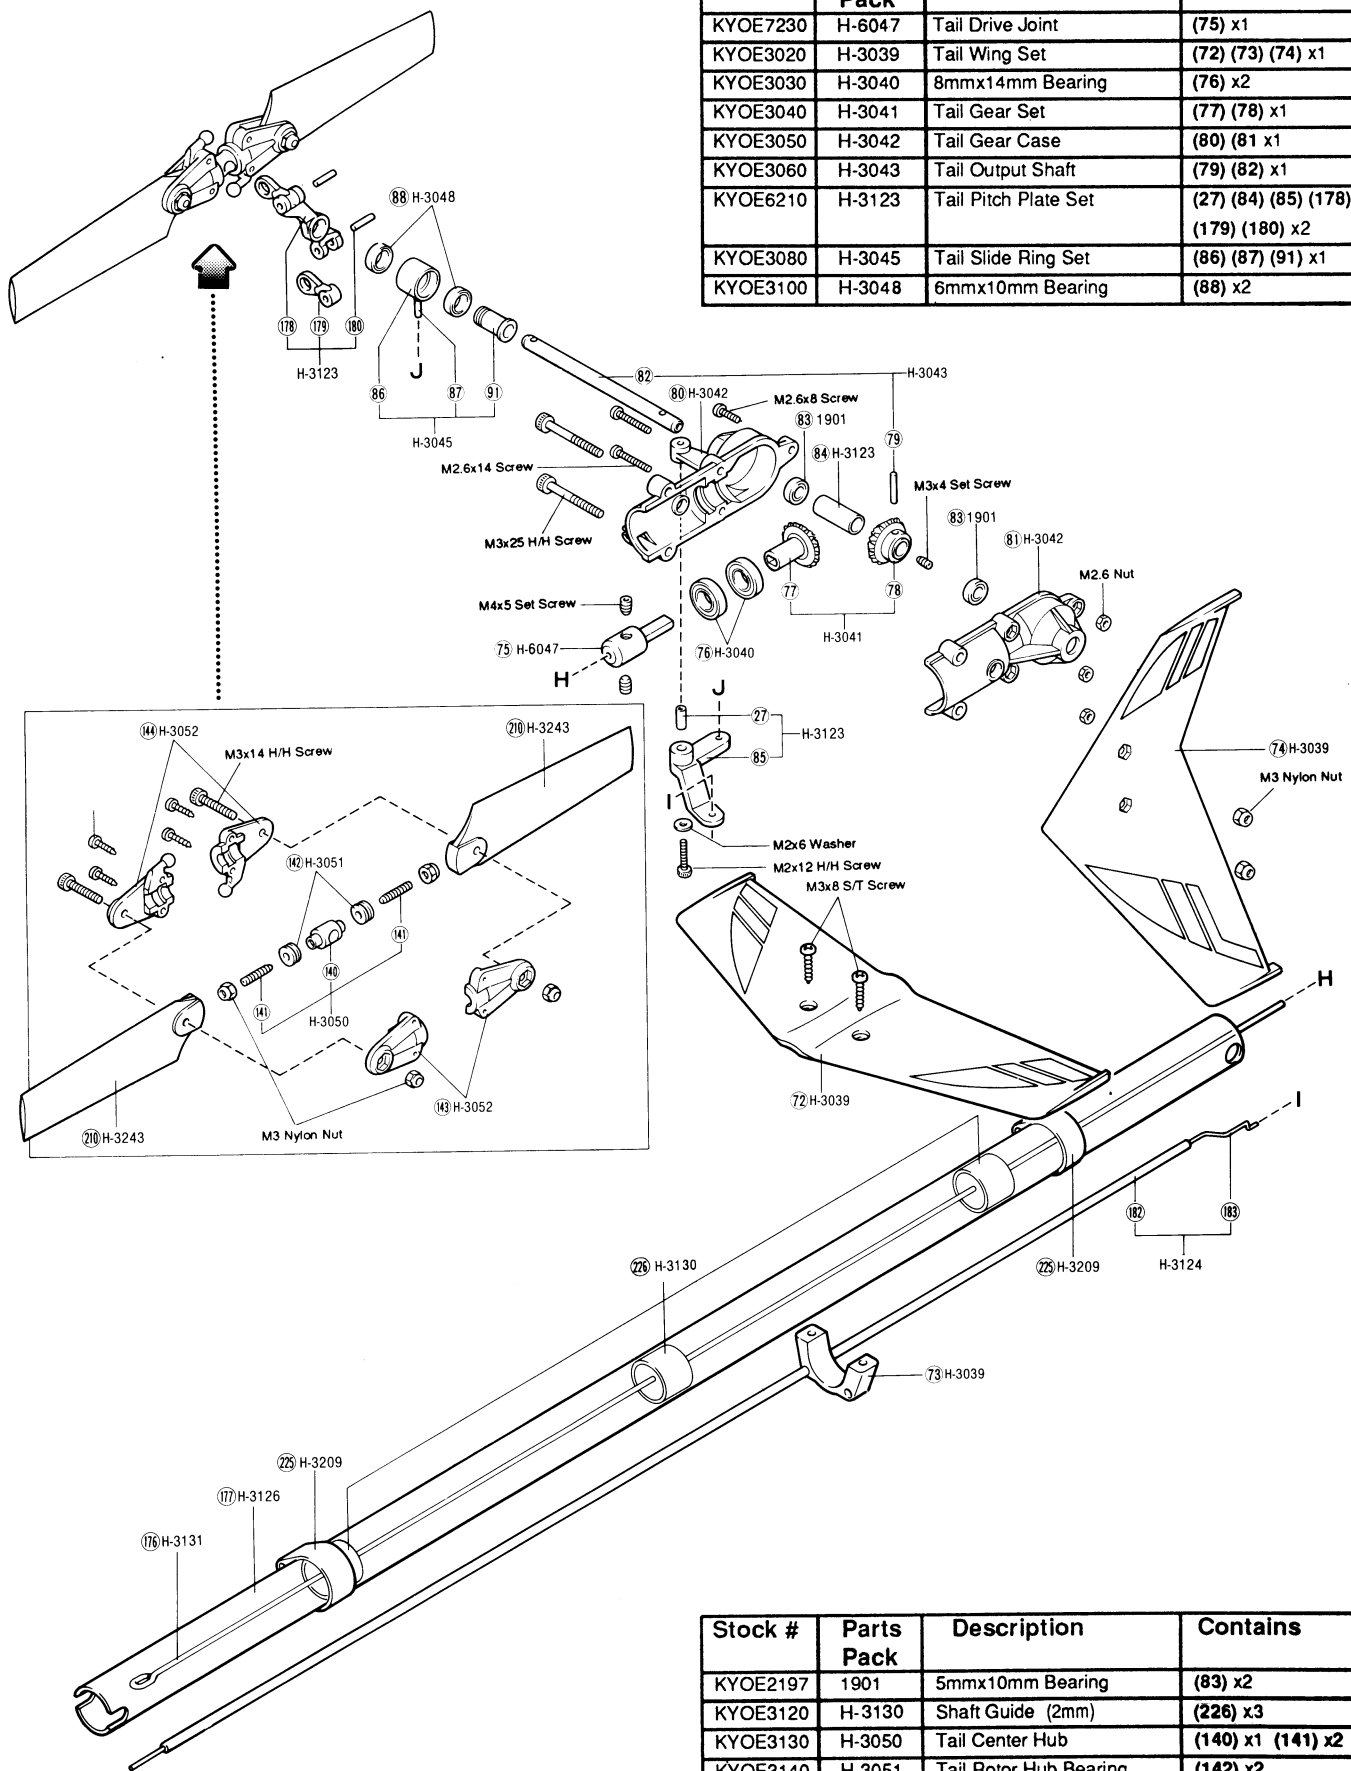 Pack
KYOE7230 H-6047 Tail Drive Joint (75) x1
KYOE3020 H-3039 Tail Wing Set (72) (73) (74) x1
KYOE3030 H-3040 8mmx14mm Bearing (76) x2
KYOE3040 H-3041 Tail Gear Set (77) (78) x1
KYOE3050 H-3042 Tail Gear Case (80) (81 x1
KYOE3060 H-3043 Tail Output Shaft (79) (82) x1
KYOE6210 H-3123 Tail Pitch Plate Set (27) (84) (85) (178)
(179) (180) x2
KYOE3080 H-3045 Tail Slide Ring Set (86) (87) (91) x1
KYOE3100 H-3048 6mmx10mm Bearing (88) x2
88 H-3048
178 179 180
H-3123
J
86 87 91
H-3045
82
H-3043
80 H-3042
M2.6x8 Screw
83 1901
79
84 H-3123
M2.6x14 Screw
M3x4 Set Screw
83 1901
M3x25 H/H Screw
81 H-3042
M2.6 Nut
77 78
H-3041
M4x5 Set Screw
75 H-6047
76 H-3040
H
J
27
H-3123
85
I
74 H-3039
M3 Nylon Nut
144 H-3052
M3x14 H/H Screw
210 H-3243
142 H-3051
141
140
141
H-3050
143 H-3052
210 H-3243
M3 Nylon Nut
M2x6 Washer
M2x12 H/H Screw
M3x8 S/T Screw
72 H-3039
H
I
182 183
H-3124
225 H-3209
226 H-3130
73 H-3039
225 H-3209
177 H-3126
176 H-3131
Stock # Parts Description Contains
Pack
KYOE2197 1901 5mmx10mm Bearing (83) x2
KYOE3120 H-3130 Shaft Guide (2mm) (226) x3
KYOE3130 H-3050 Tail Center Hub (140) x1 (141) x2
KYOE3140 H-3051 Tail Rotor Hub Bearing (142) x2